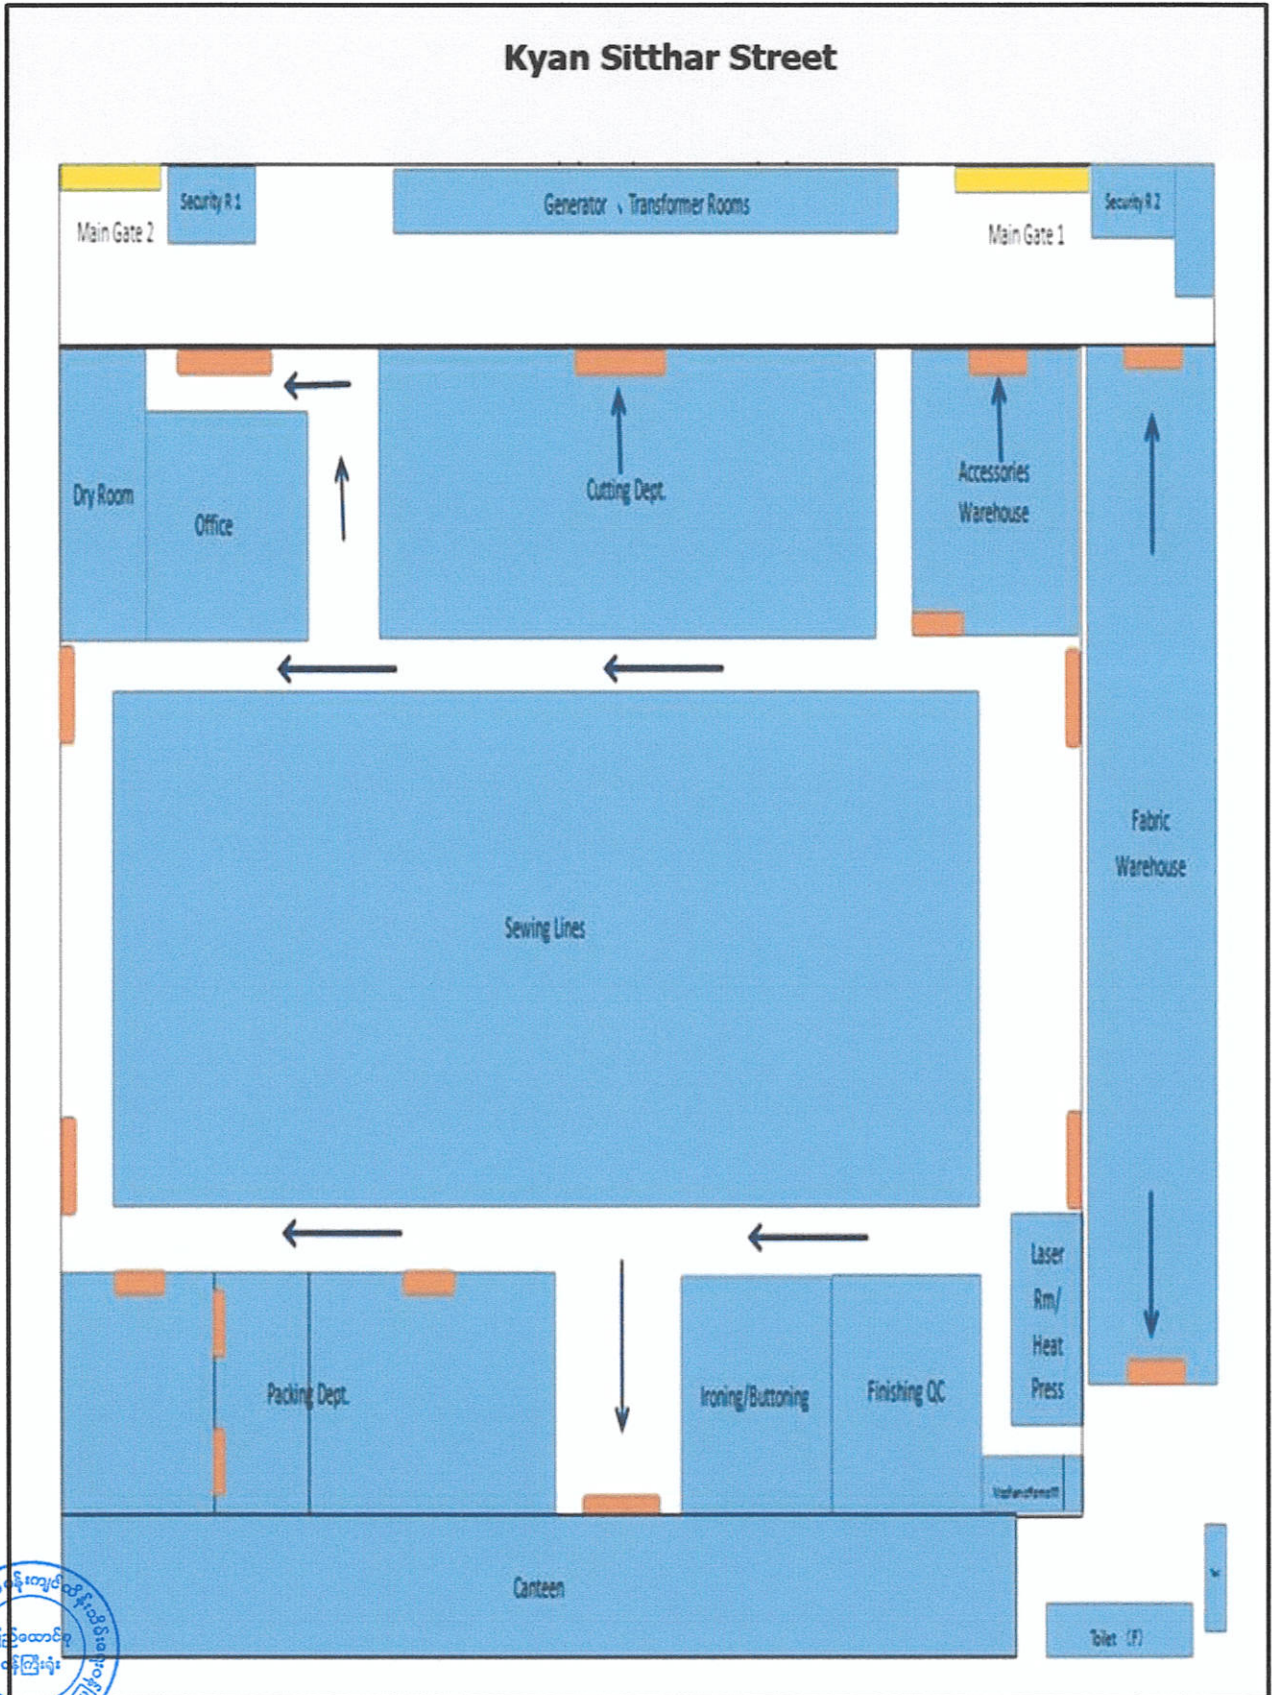 Kyan Sitthar Street
Security R 1
Generator 、Transformer Rooms
Security R 2
Main Gate 2
Main Gate 1
Dry Room
Office
Cutting Dept.
Accessories
Warehouse
Fabric
Warehouse
Sewing Lines
Laser
Rm/
Heat
Press
Packing Dept.
Ironing/Buttoning
Finishing QC
Canteen
Toilet (F)